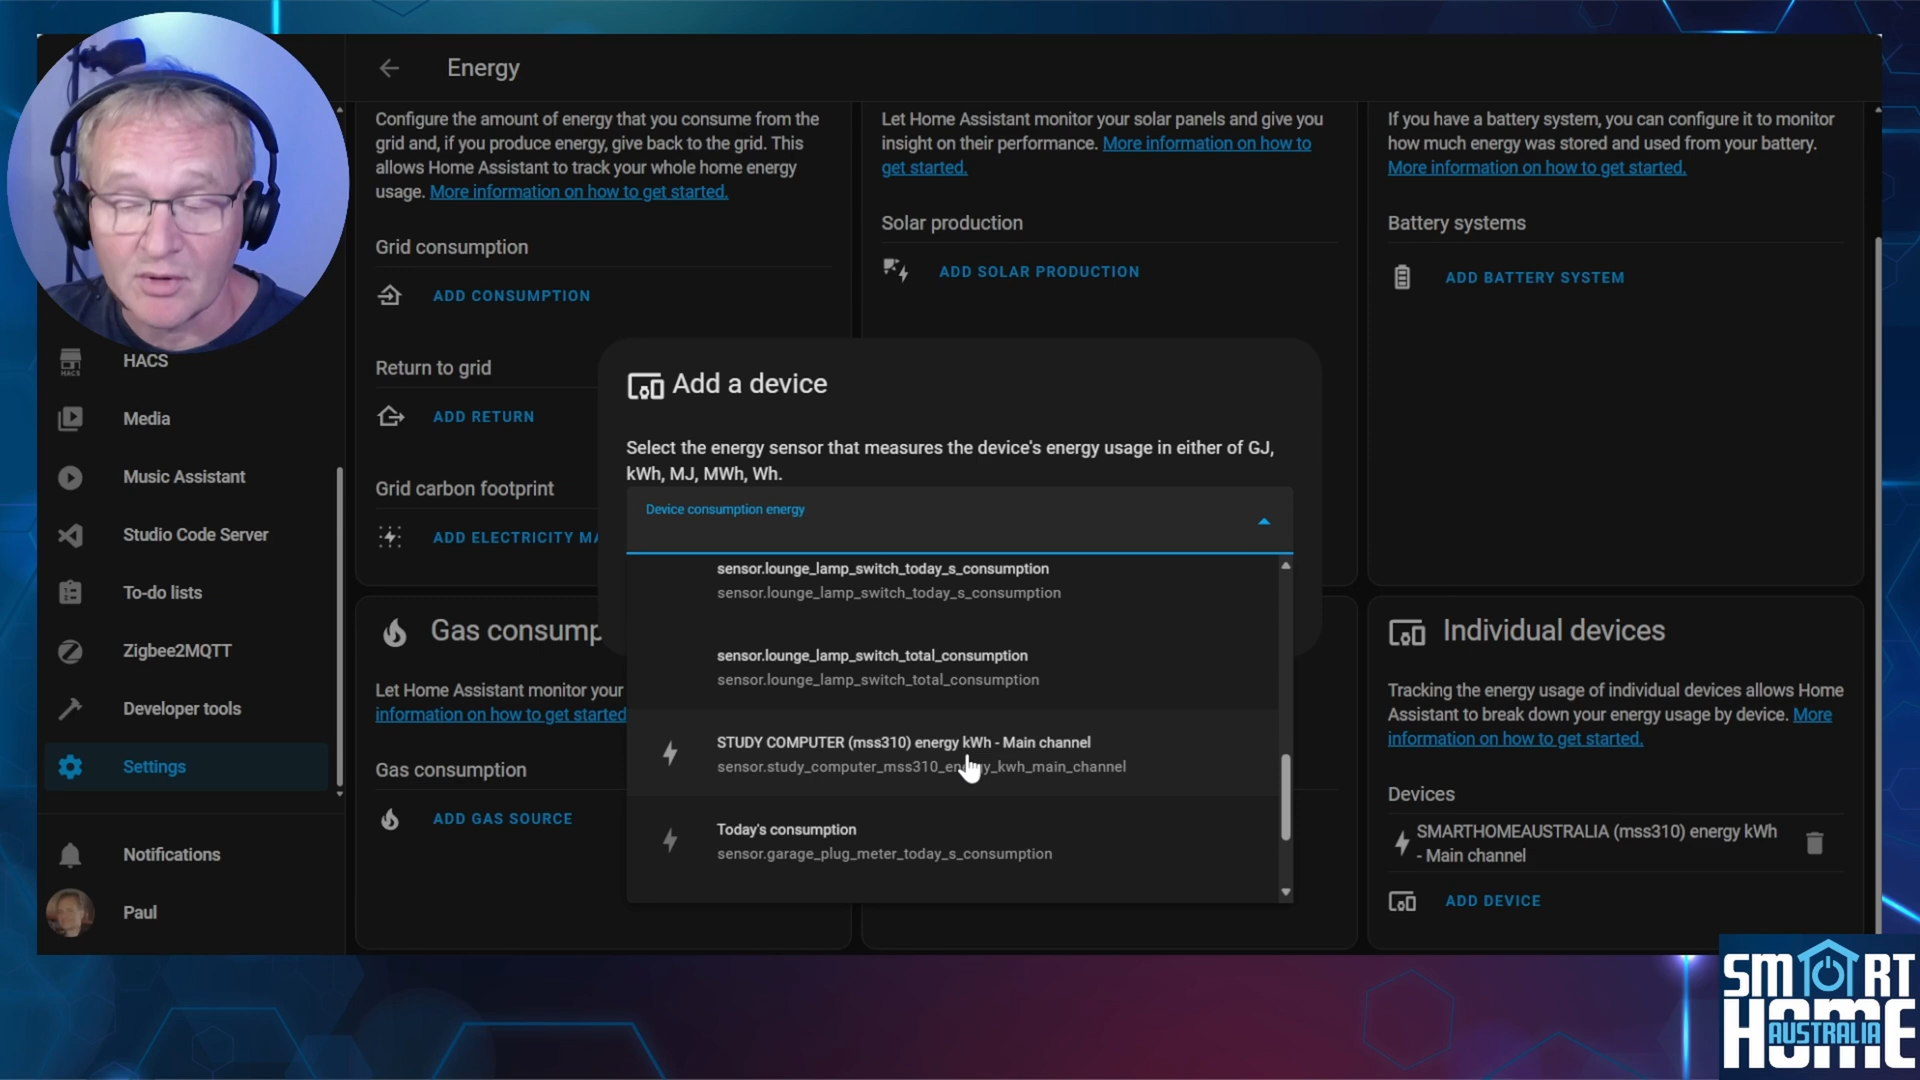 Energy
Configure the amount of energy that you consume from the
grid and, if you produce energy, give back to the grid. This
allows Home Assistant to track your whole home energy
usage. More information on how to get started.
Grid consumption
ADD CONSUMPTION
Return to grid
ADD RETURN
Grid carbon footprint
ADD ELECTRICITY MA
Let Home Assistant monitor your solar panels and give you
insight on their performance. More information on how to
get started.
Solar production
ADD SOLAR PRODUCTION
If you have a battery system, you can configure it to monitor
how much energy was stored and used from your battery.
More information on how to get started.
Battery systems
ADD BATTERY SYSTEM
HACS
HACS
Media
Music Assistant
Studio Code Server
To-do lists
Zigbee2MQTT
Developer tools
Settings
Notifications
Paul
Add a device
Select the energy sensor that measures the device's energy usage in either of GJ,
kWh, MJ, MWh, Wh.
Device consumption energy
sensor.lounge_lamp_switch_today_s_consumption
sensor.lounge_lamp_switch_today_s_consumption
sensor.lounge_lamp_switch_total_consumption
sensor.lounge_lamp_switch_total_consumption
STUDY COMPUTER (mss310) energy kWh - Main channel
sensor.study_computer_mss310_energy_kwh_main_channel
Today's consumption
sensor.garage_plug_meter_today_s_consumption
Gas consump
Let Home Assistant monitor your
information on how to get started
Gas consumption
ADD GAS SOURCE
Individual devices
Tracking the energy usage of individual devices allows Home
Assistant to break down your energy usage by device. More
information on how to get started.
Devices
SMARTHOMEAUSTRALIA (mss310) energy kWh
- Main channel
ADD DEVICE
SMART
HOME
AUSTRALIA